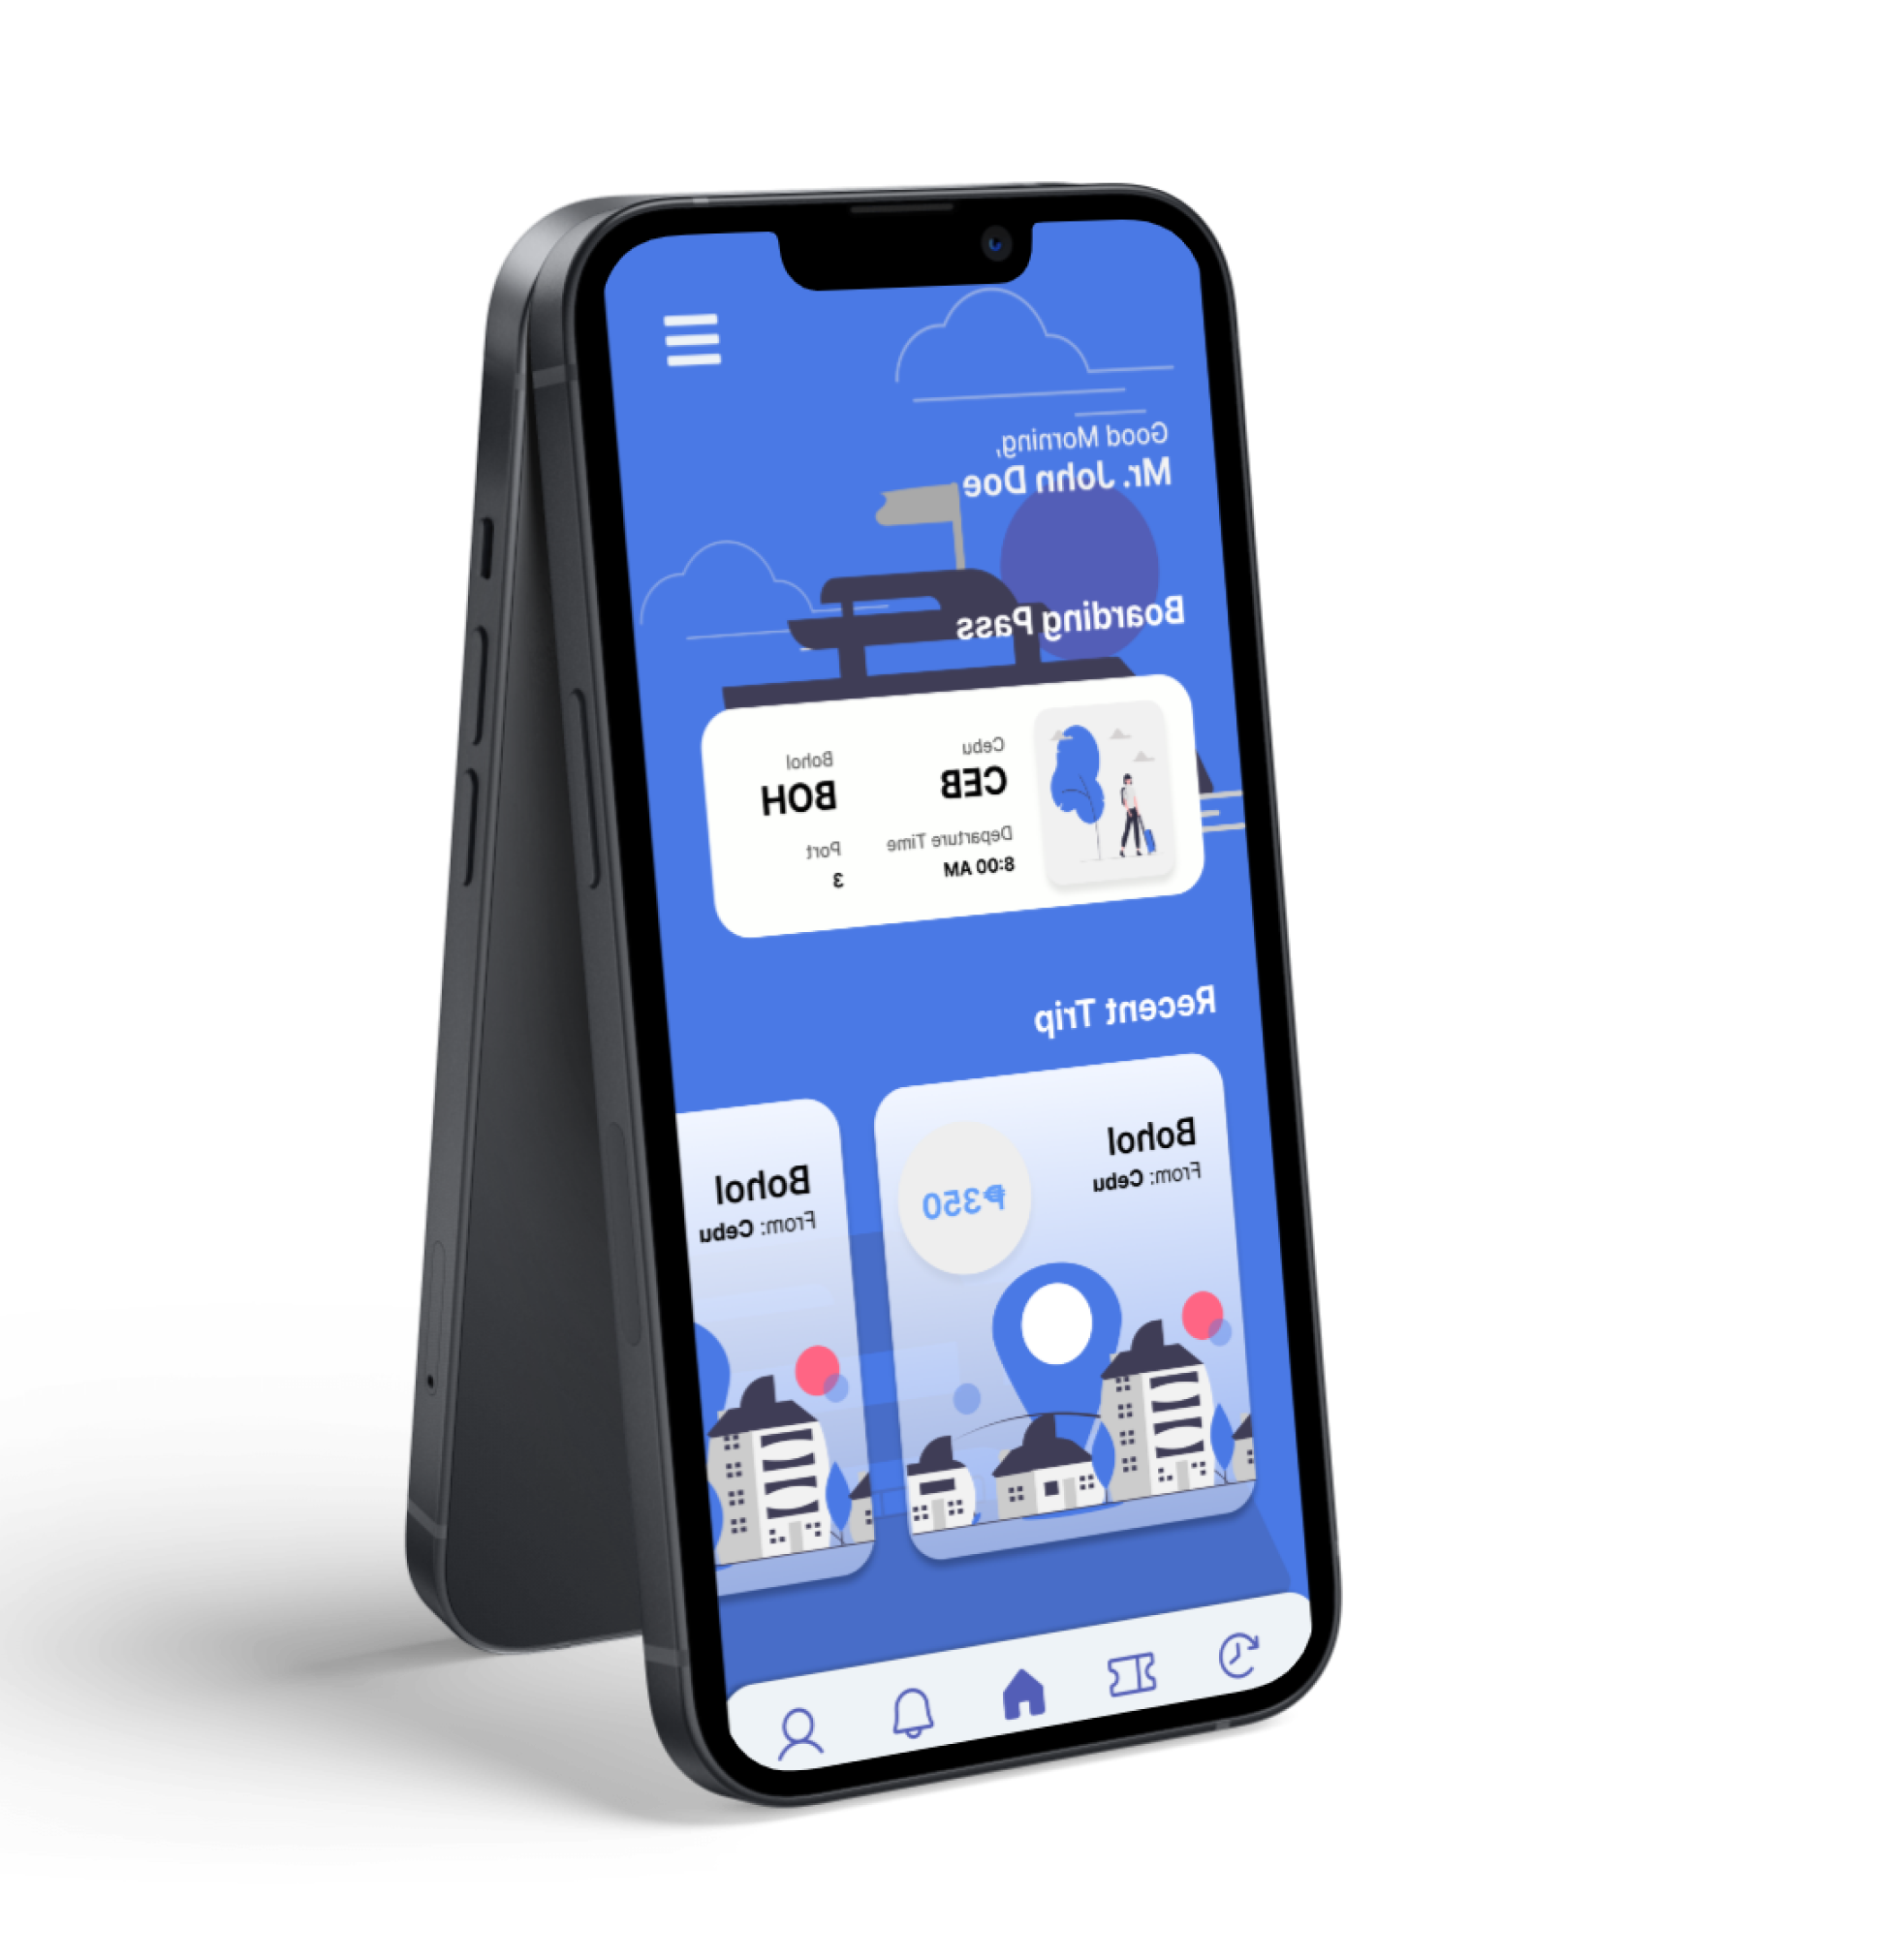 Good Morning,
Mr. John Doe
Boarding Pass
Cebu
CEB
Bohol
BOH
Departure Time
8:00 AM
Port
3
Recent Trip
Bohol
From: Cebu
₱350
Bohol
From: Cebu